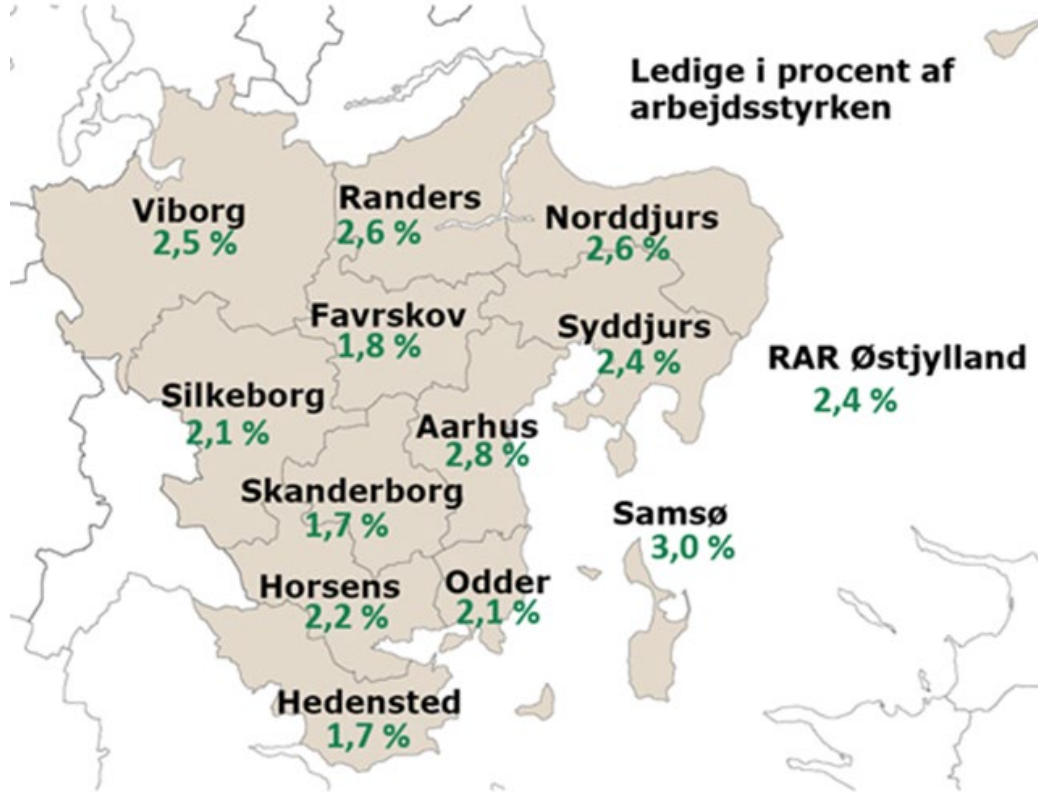 Ledige i procent af
arbejdsstyrken
Viborg
2,5 %
Randers
2,6 %
Norddjurs
2,6 %
Favrskov
1,8 %
Syddjurs
2,4 %
RAR Østjylland
2,4 %
Silkeborg
2,1 %
Aarhus
2,8 %
Skanderborg
1,7 %
Samsø
3,0 %
Horsens
2,2 %
Odder
2,1 %
Hedensted
1,7 %